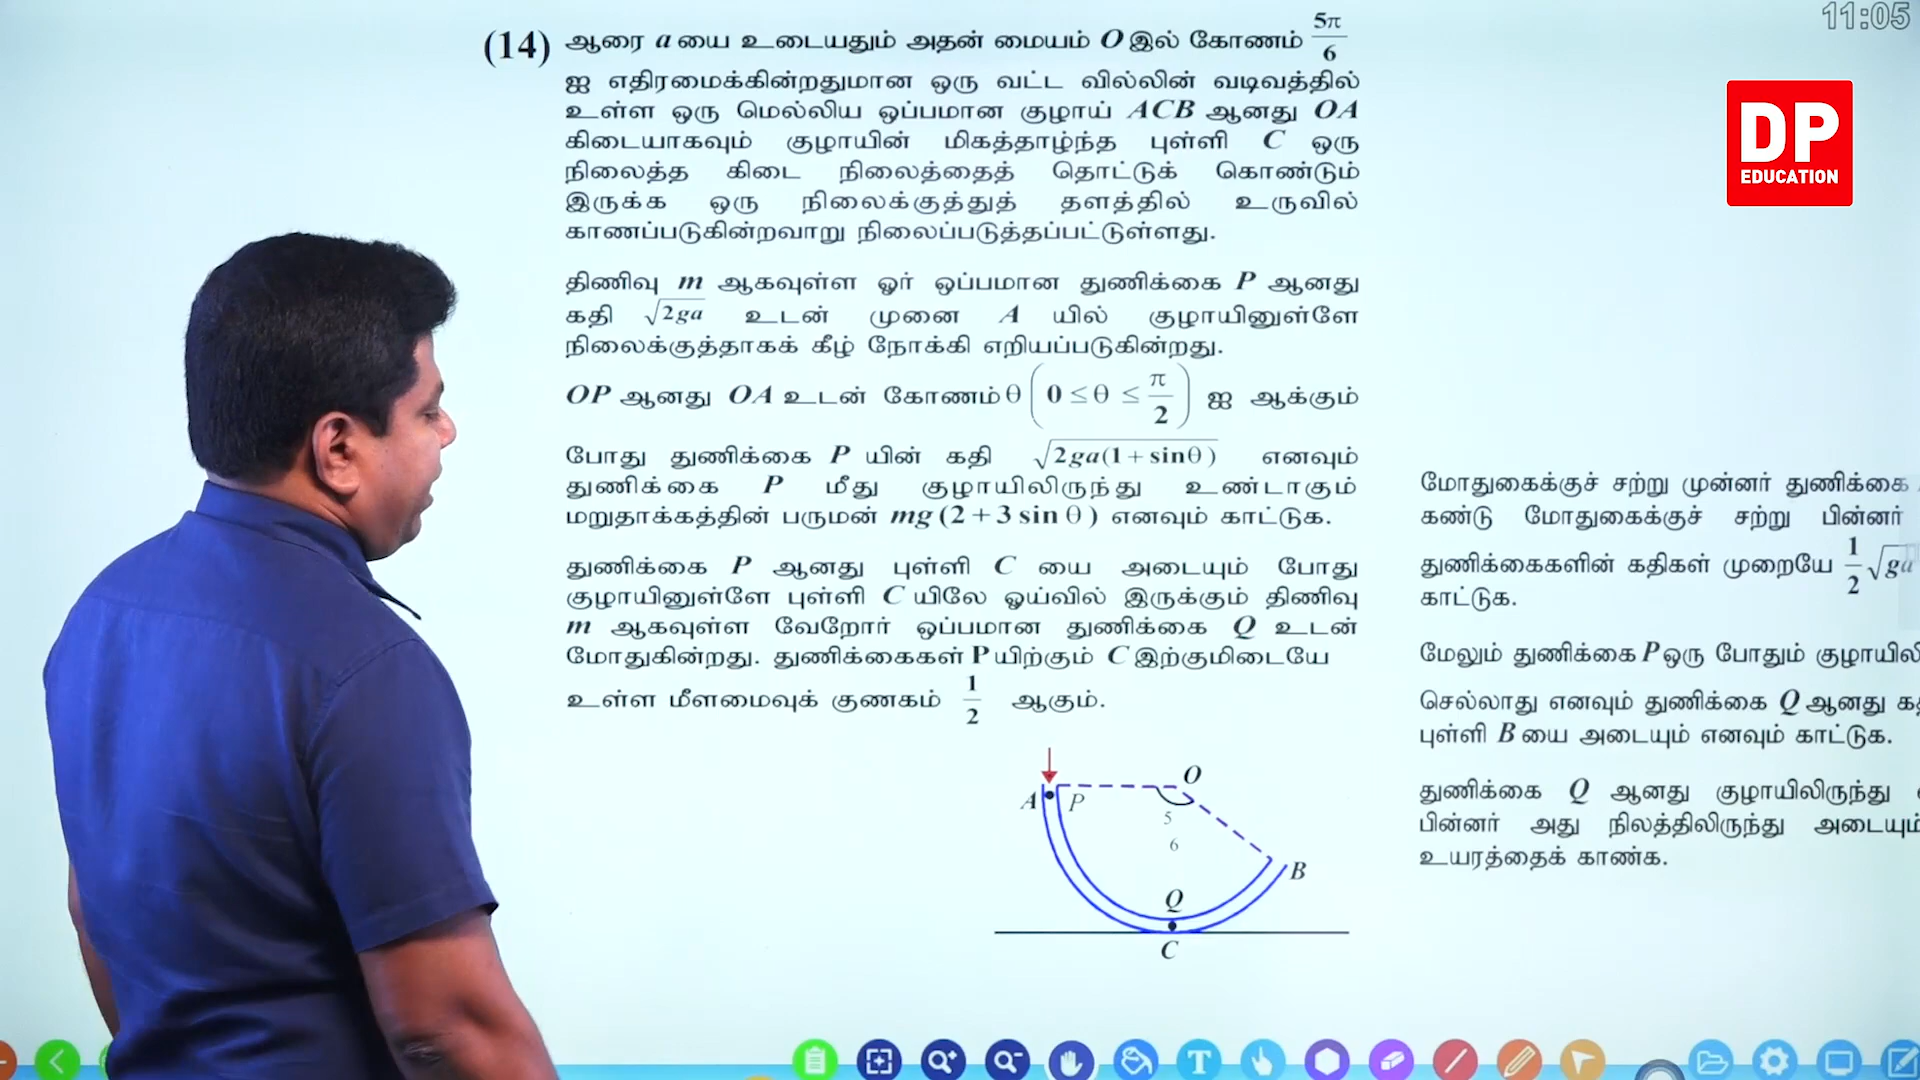 11:05
DP
EDUCATION
(14) ஆரை a யை உடையதும் அதன் மையம் O இல் கோணம் 5π/6
ஐ எதிரமைக்கின்றதுமான ஒரு வட்ட வில்லின் வடிவத்தில்
உள்ள ஒரு மெல்லிய ஒப்பமான குழாய் ACB ஆனது OA
கிடையாகவும் குழாயின் மிகத்தாழ்ந்த புள்ளி C ஒரு
நிலைத்த கிடை நிலைத்தைத் தொட்டுக் கொண்டும்
இருக்க ஒரு நிலைக்குத்துத் தளத்தில் உருவில்
காணப்படுகின்றவாறு நிலைப்படுத்தப்பட்டுள்ளது.
திணிவு m ஆகவுள்ள ஓர் ஒப்பமான துணிக்கை P ஆனது
கதி √2ga உடன் முனை A யில் குழாயினுள்ளே
நிலைக்குத்தாகக் கீழ் நோக்கி எறியப்படுகின்றது.
OP ஆனது OA உடன் கோணம் θ (0 ≤ θ ≤ π/2) ஐ ஆக்கும்
போது துணிக்கை P யின் கதி √2ga(1 + sinθ) எனவும்
துணிக்கை P மீது குழாயிலிருந்து உண்டாகும்
மறுதாக்கத்தின் பருமன் mg (2 + 3 sin θ) எனவும் காட்டுக.
துணிக்கை P ஆனது புள்ளி C யை அடையும் போது
குழாயினுள்ளே புள்ளி C யிலே ஓய்வில் இருக்கும் திணிவு
m ஆகவுள்ள வேறோர் ஒப்பமான துணிக்கை Q உடன்
மோதுகின்றது. துணிக்கைகள் P யிற்கும் C இற்குமிடையே
உள்ள மீளமைவுக் குணகம் 1/2 ஆகும்.
A P O
5
6
B
Q
C
மோதுகைக்குச் சற்று முன்னர் துணிக்கை
கண்டு மோதுகைக்குச் சற்று பின்னர்
துணிக்கைகளின் கதிகள் முறையே 1/2 √ga
காட்டுக.
மேலும் துணிக்கை P ஒரு போதும் குழாயிலி
செல்லாது எனவும் துணிக்கை Q ஆனது
புள்ளி B யை அடையும் எனவும் காட்டுக.
துணிக்கை Q ஆனது குழாயிலிருந்து
பின்னர் அது நிலத்திலிருந்து அடையும்
உயரத்தைக் காண்க.